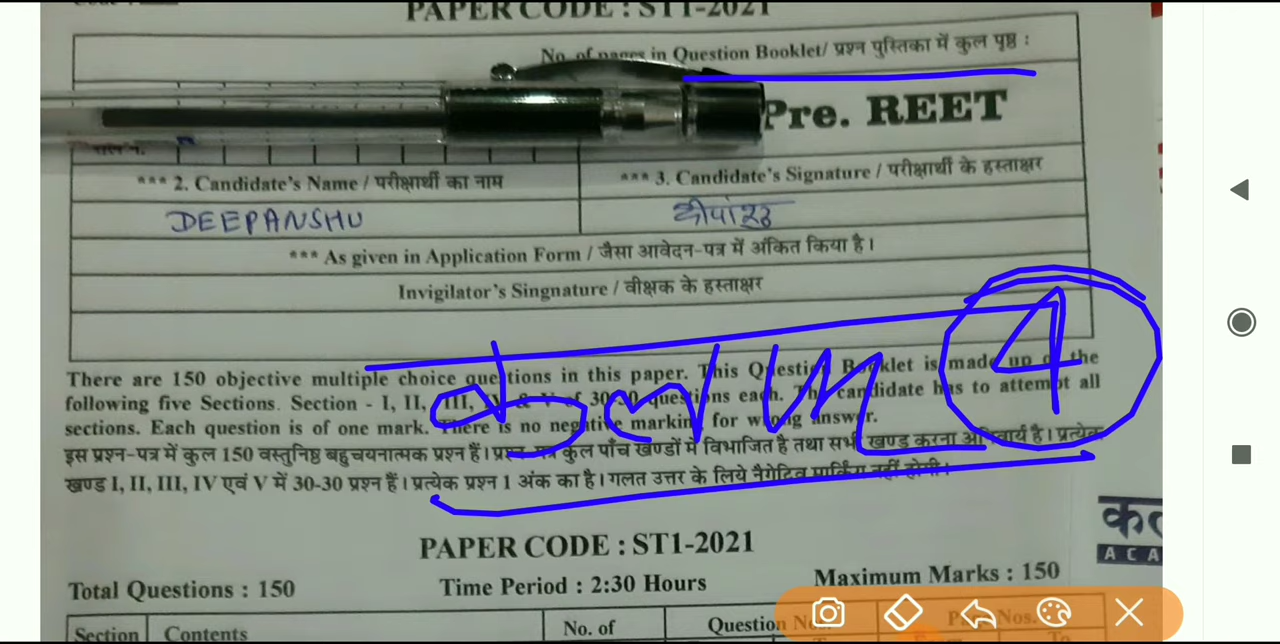 PAPER CODE : ST1-2021
No. of pages in Question Booklet/ प्रश्न पुस्तिका में कुल पृष्ठ :
Pre. REET
*** 2. Candidate's Name / परीक्षार्थी का नाम
*** 3. Candidate's Signature / परीक्षार्थी के हस्ताक्षर
DEEPANSHU
दीपांशु
*** As given in Application Form / जैसा आवेदन-पत्र में अंकित किया है।
Invigilator's Singnature / वीक्षक के हस्ताक्षर
4
There are 150 objective multiple choice questions in this paper. This Question Booklet is made up of the
following five Sections. Section - I, II, III, IV & V of 30-30 questions each. The candidate has to attempt all
sections. Each question is of one mark. There is no negative marking for wrong answer.
इस प्रश्न-पत्र में कुल 150 वस्तुनिष्ठ बहुचयनात्मक प्रश्न हैं। प्रश्न-पत्र कुल पाँच खण्डों में विभाजित है तथा सभी खण्ड करना अनिवार्य है। प्रत्येक
खण्ड I, II, III, IV एवं V में 30-30 प्रश्न हैं। प्रत्येक प्रश्न 1 अंक का है। गलत उत्तर के लिये नैगेटिव मार्किंग नहीं होगी।
PAPER CODE : ST1-2021
Total Questions : 150
Time Period : 2:30 Hours
Maximum Marks : 150
Section
Contents
No. of
Question
Nos.
To
ACA